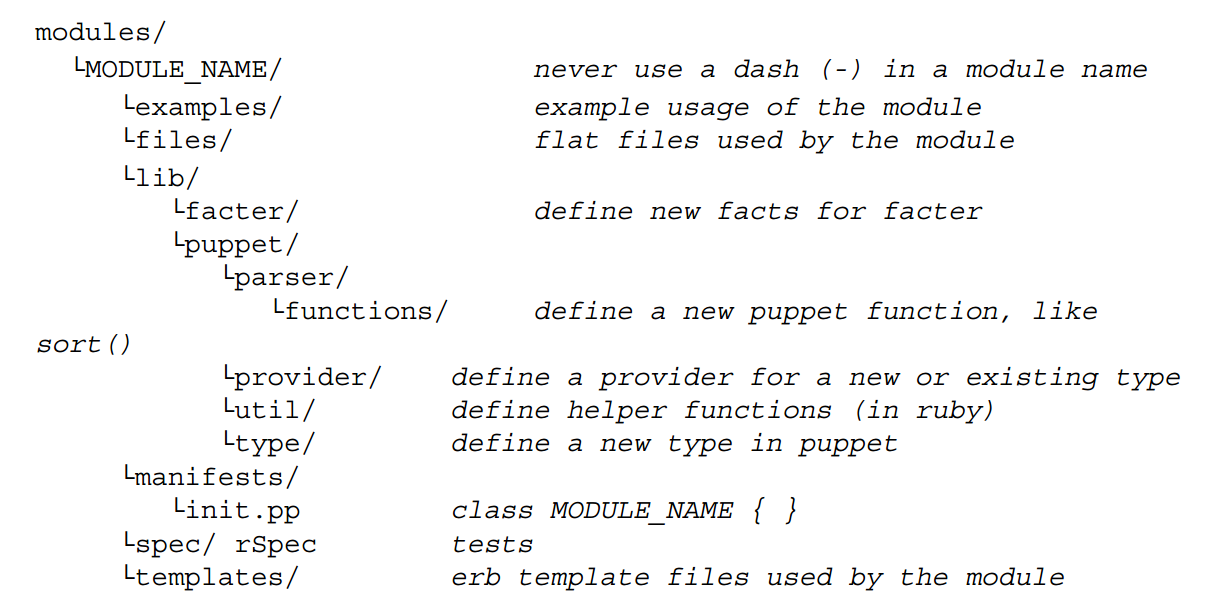 modules/
└MODULE_NAME/ never use a dash (-) in a module name
└examples/ example usage of the module
└files/ flat files used by the module
└lib/
└facter/ define new facts for facter
└puppet/
└parser/
└functions/ define a new puppet function, like
sort()
└provider/ define a provider for a new or existing type
└util/ define helper functions (in ruby)
└type/ define a new type in puppet
└manifests/
└init.pp class MODULE_NAME { }
└spec/ rSpec tests
└templates/ erb template files used by the module